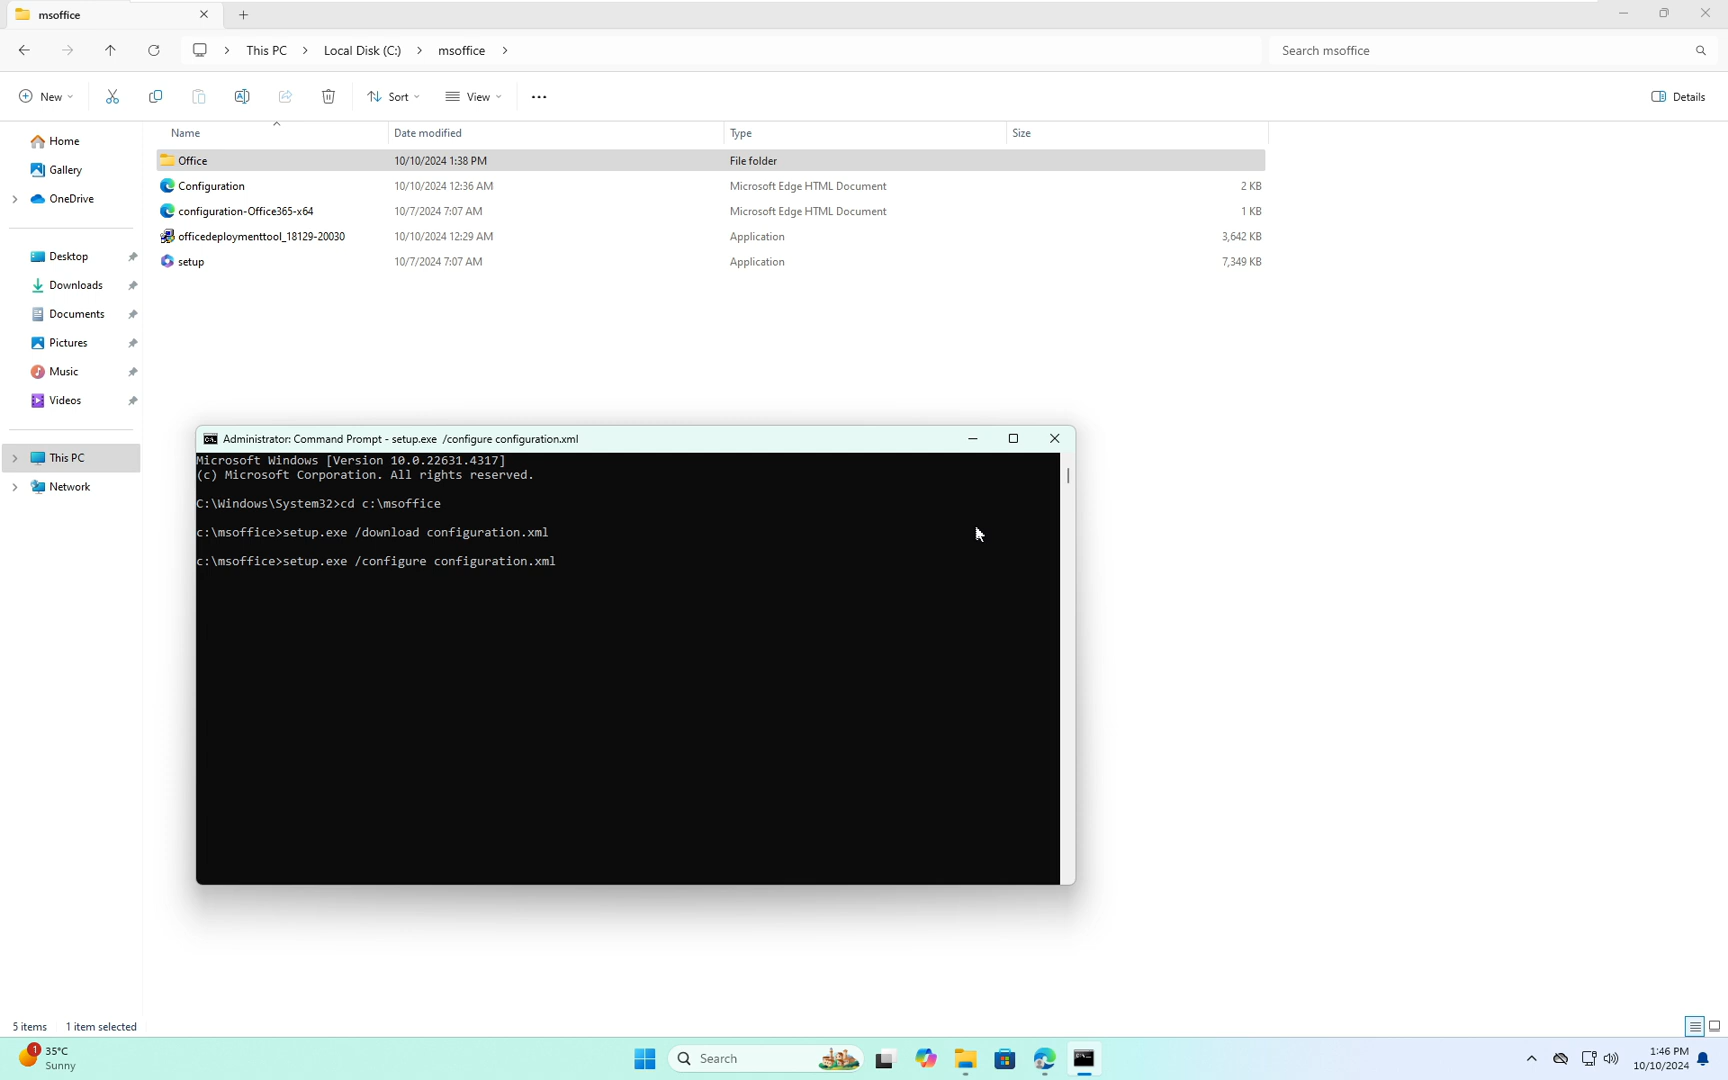 msoffice
This PC
Local Disk (C:)
msoffice
Search msoffice
New
Sort
View
Details
Name
Date modified
Type
Size
Home
Gallery
OneDrive
Desktop
Downloads
Documents
Pictures
Music
Videos
This PC
Network
Office 10/10/2024 1:38 PM File folder
Configuration 10/10/2024 12:36 AM Microsoft Edge HTML Document 2 KB
configuration-Office365-x64 10/7/2024 7:07 AM Microsoft Edge HTML Document 1 KB
officedeploymenttool_18129-20030 10/10/2024 12:29 AM Application 3,642 KB
setup 10/7/2024 7:07 AM Application 7,349 KB
Administrator: Command Prompt - setup.exe /configure configuration.xml
Microsoft Windows [Version 10.0.22631.4317]
(c) Microsoft Corporation. All rights reserved.
C:\Windows\System32>cd c:\msoffice
c:\msoffice>setup.exe /download configuration.xml
c:\msoffice>setup.exe /configure configuration.xml
5 items
1 item selected
1
35°C
Sunny
Search
1:46 PM
10/10/2024